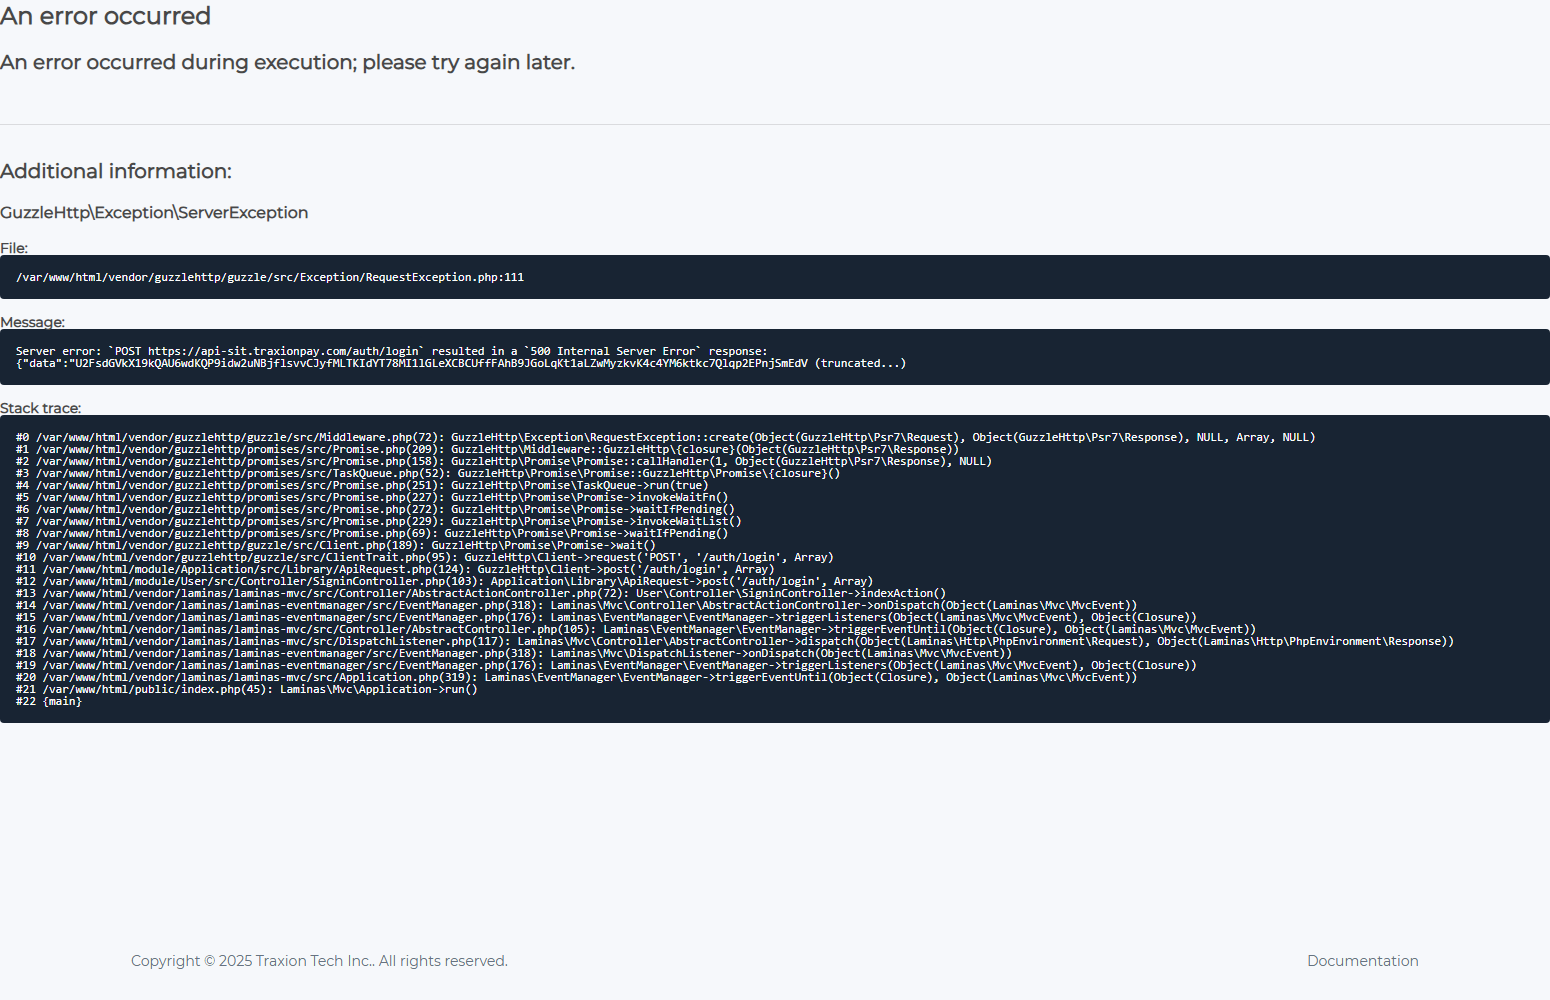 An error occurred
An error occurred during execution; please try again later.
Additional information:
GuzzleHttp\Exception\ServerException
File:
/var/www/html/vendor/guzzlehttp/guzzle/src/Exception/RequestException.php:111
Message:
Server error: `POST https://api-sit.traxionpay.com/auth/login` resulted in a `500 Internal Server Error` response:
{"data":"U2FsdGVkX19kQAU6wdKQP9idw2uNBjflsvvCJyfMLTKIdYT78MI1lGLeXCBCUffFAhB9JGoLqKt1aLZwMyzkvK4c4YM6ktkc7Qlqp2EPnjSmEdV (truncated...)
Stack trace:
#0 /var/www/html/vendor/guzzlehttp/guzzle/src/Middleware.php(72): GuzzleHttp\Exception\RequestException::create(Object(GuzzleHttp\Psr7\Request), Object(GuzzleHttp\Psr7\Response), NULL, Array, NULL)
#1 /var/www/html/vendor/guzzlehttp/promises/src/Promise.php(209): GuzzleHttp\Middleware::GuzzleHttp\{closure}(Object(GuzzleHttp\Psr7\Response))
#2 /var/www/html/vendor/guzzlehttp/promises/src/Promise.php(158): GuzzleHttp\Promise\Promise::callHandler(1, Object(GuzzleHttp\Psr7\Response), NULL)
#3 /var/www/html/vendor/guzzlehttp/promises/src/TaskQueue.php(52): GuzzleHttp\Promise\Promise::GuzzleHttp\Promise\{closure}()
#4 /var/www/html/vendor/guzzlehttp/promises/src/Promise.php(251): GuzzleHttp\Promise\TaskQueue->run(true)
#5 /var/www/html/vendor/guzzlehttp/promises/src/Promise.php(227): GuzzleHttp\Promise\Promise->invokeWaitFn()
#6 /var/www/html/vendor/guzzlehttp/promises/src/Promise.php(272): GuzzleHttp\Promise\Promise->waitIfPending()
#7 /var/www/html/vendor/guzzlehttp/promises/src/Promise.php(229): GuzzleHttp\Promise\Promise->invokeWaitList()
#8 /var/www/html/vendor/guzzlehttp/promises/src/Promise.php(69): GuzzleHttp\Promise\Promise->waitIfPending()
#9 /var/www/html/vendor/guzzlehttp/guzzle/src/Client.php(189): GuzzleHttp\Promise\Promise->wait()
#10 /var/www/html/vendor/guzzlehttp/guzzle/src/ClientTrait.php(95): GuzzleHttp\Client->request('POST', '/auth/login', Array)
#11 /var/www/html/module/Application/src/Library/ApiRequest.php(124): GuzzleHttp\Client->post('/auth/login', Array)
#12 /var/www/html/module/User/src/Controller/SigninController.php(103): Application\Library\ApiRequest->post('/auth/login', Array)
#13 /var/www/html/vendor/laminas/laminas-mvc/src/Controller/AbstractActionController.php(72): User\Controller\SigninController->indexAction()
#14 /var/www/html/vendor/laminas/laminas-eventmanager/src/EventManager.php(318): Laminas\Mvc\Controller\AbstractActionController->onDispatch(Object(Laminas\Mvc\MvcEvent))
#15 /var/www/html/vendor/laminas/laminas-eventmanager/src/EventManager.php(176): Laminas\EventManager\EventManager->triggerListeners(Object(Laminas\Mvc\MvcEvent), Object(Closure))
#16 /var/www/html/vendor/laminas/laminas-mvc/src/Controller/AbstractController.php(105): Laminas\EventManager\EventManager->triggerEventUntil(Object(Closure), Object(Laminas\Mvc\MvcEvent))
#17 /var/www/html/vendor/laminas/laminas-mvc/src/DispatchListener.php(117): Laminas\Mvc\Controller\AbstractController->dispatch(Object(Laminas\Http\PhpEnvironment\Request), Object(Laminas\Http\PhpEnvironment\Response))
#18 /var/www/html/vendor/laminas/laminas-eventmanager/src/EventManager.php(318): Laminas\Mvc\DispatchListener->onDispatch(Object(Laminas\Mvc\MvcEvent))
#19 /var/www/html/vendor/laminas/laminas-eventmanager/src/EventManager.php(176): Laminas\EventManager\EventManager->triggerListeners(Object(Laminas\Mvc\MvcEvent), Object(Closure))
#20 /var/www/html/vendor/laminas/laminas-mvc/src/Application.php(319): Laminas\EventManager\EventManager->triggerEventUntil(Object(Closure), Object(Laminas\Mvc\MvcEvent))
#21 /var/www/html/public/index.php(45): Laminas\Mvc\Application->run()
#22 {main}
Copyright © 2025 Traxion Tech Inc.. All rights reserved.
Documentation